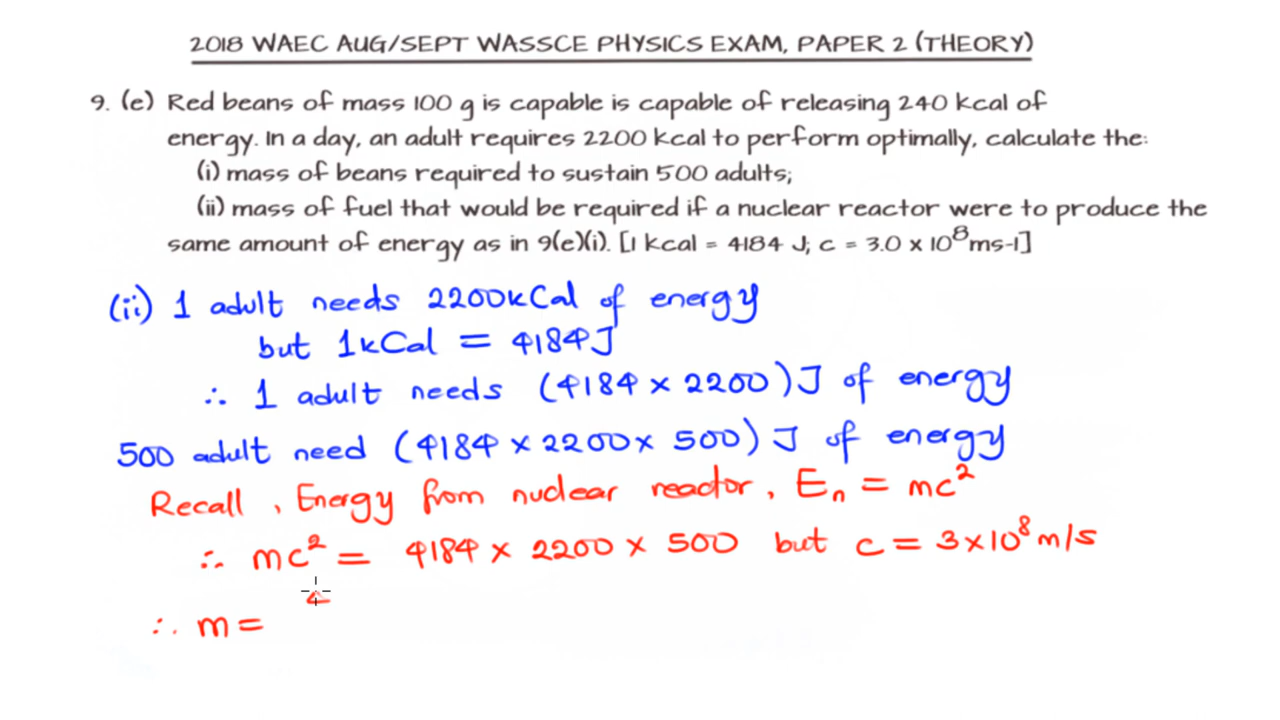 2018 WAEC AUG/SEPT WASSCE PHYSICS EXAM, PAPER 2 (THEORY)
9. (e) Red beans of mass 100 g is capable is capable of releasing 240 kcal of
energy. In a day, an adult requires 2200 kcal to perform optimally, calculate the:
(i) mass of beans required to sustain 500 adults;
(ii) mass of fuel that would be required if a nuclear reactor were to produce the
same amount of energy as in 9(e)(i). [1 kcal = 4184 J; c = 3.0 x 10⁸ms-1]
(ii) 1 adult needs 2200kCal of energy
but 1kCal = 4184J
∴ 1 adult needs (4184 × 2200)J of energy
500 adult need (4184 × 2200 × 500) J of energy
Recall, Energy from nuclear reactor, Eₙ = mc²
∴ mc² = 4184 × 2200 × 500 but c = 3×10⁸m/s
∴ m =